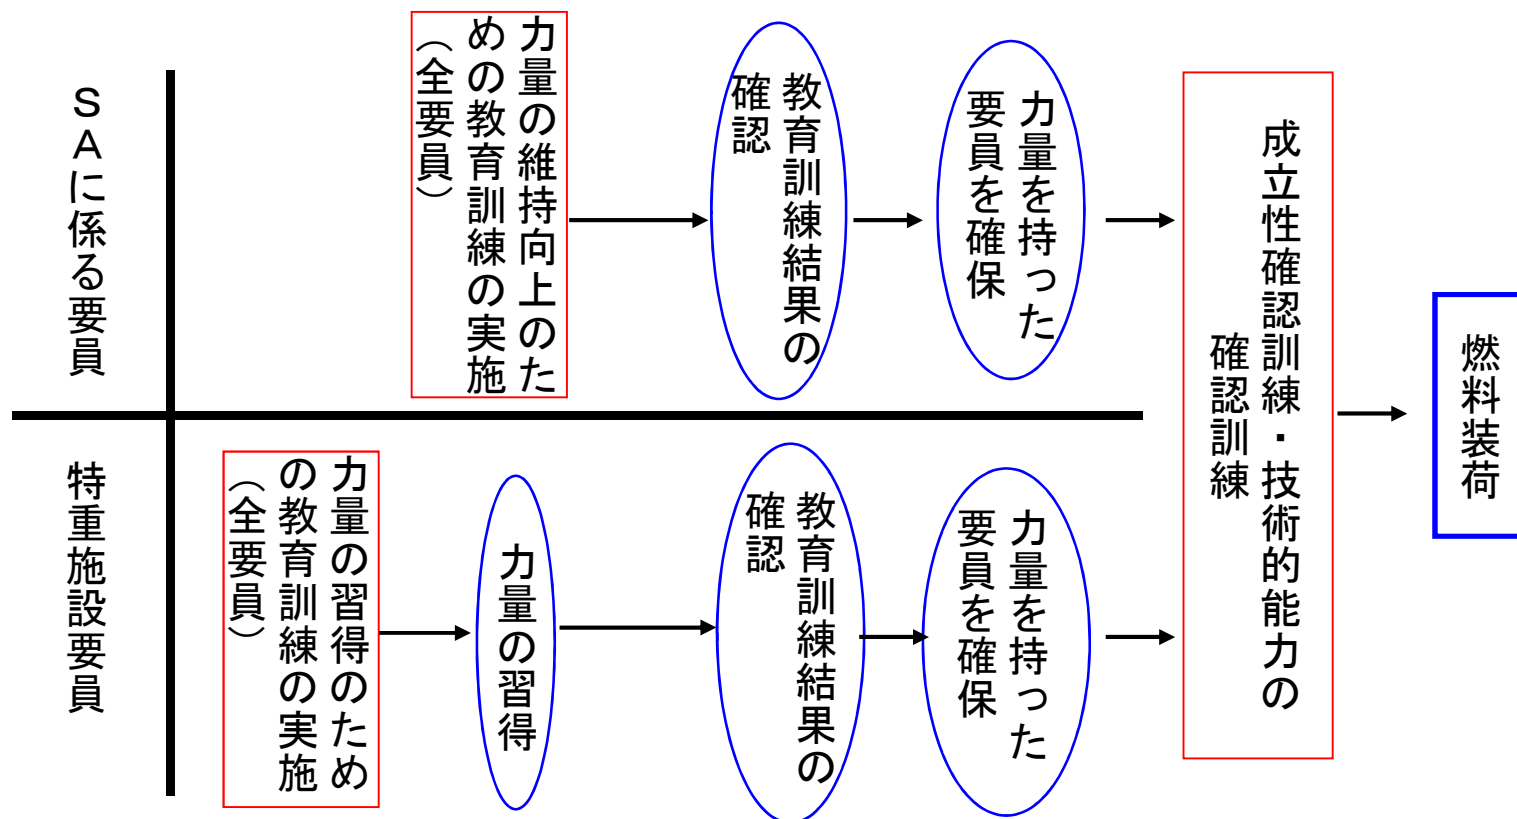 ＳＡに係る要員
力量の維持向上のた
めの教育訓練の実施
（全要員）
教育訓練結果の
確認
力量を持った
要員を確保
特重施設要員
力量の習得のため
の教育訓練の実施
（全要員）
力量の習得
教育訓練結果の
確認
力量を持った
要員を確保
成立性確認訓練・技術的能力の
確認訓練
燃料装荷